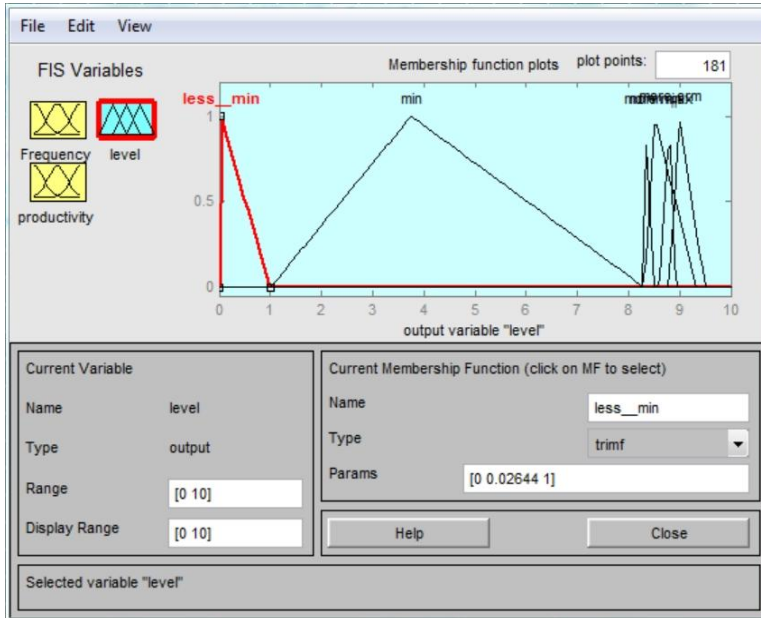 File Edit View
FIS Variables
Membership function plots plot points: 181
Frequency level
productivity
less__min
min
1
0.5
0
0 1 2 3 4 5 6 7 8 9 10
output variable "level"
Current Variable
Name level
Type output
Range [0 10]
Display Range [0 10]
Current Membership Function (click on MF to select)
Name less__min
Type trimf
Params [0 0.02644 1]
Help Close
Selected variable "level"